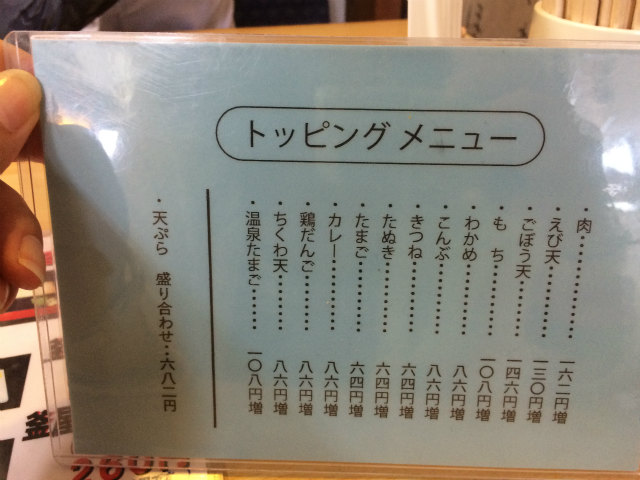 トッピングメニュー
・肉・・・・・・・・・・・・・・・一六二円増
・えび天・・・・・・・・・・・一三〇円増
・ごぼう天・・・・・・・・・一四六円増
・も ち・・・・・・・・・・・一〇八円増
・わかめ・・・・・・・・・・・八六円増
・こんぶ・・・・・・・・・・・八六円増
・きつね・・・・・・・・・・・六四円増
・たぬき・・・・・・・・・・・六四円増
・たまご・・・・・・・・・・・六四円増
・カレー・・・・・・・・・・・八六円増
・鶏だんご・・・・・・・・・八六円増
・ちくわ天・・・・・・・・・八六円増
・温泉たまご・・・・・・・一〇八円増
・天ぷら 盛り合わせ・・六八二円
釜